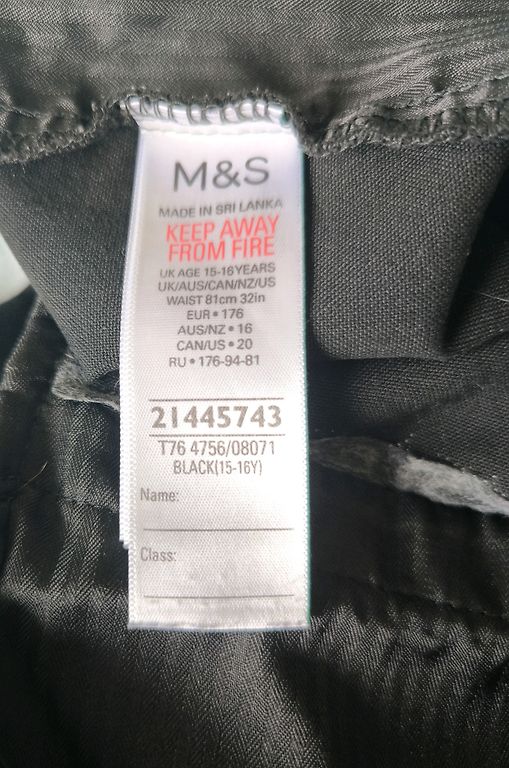 M&S
MADE IN SRI LANKA
KEEP AWAY
FROM FIRE
UK AGE 15-16YEARS
UK/AUS/CAN/NZ/US
WAIST 81cm 32in
EUR • 176
AUS/NZ • 16
CAN/US • 20
RU • 176-94-81
21445743
T76 4756/08071
BLACK(15-16Y)
Name:
Class: